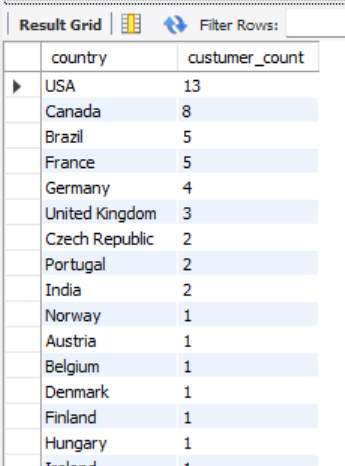 Result Grid Filter Rows:
country custumer_count
USA 13
Canada 8
Brazil 5
France 5
Germany 4
United Kingdom 3
Czech Republic 2
Portugal 2
India 2
Norway 1
Austria 1
Belgium 1
Denmark 1
Finland 1
Hungary 1